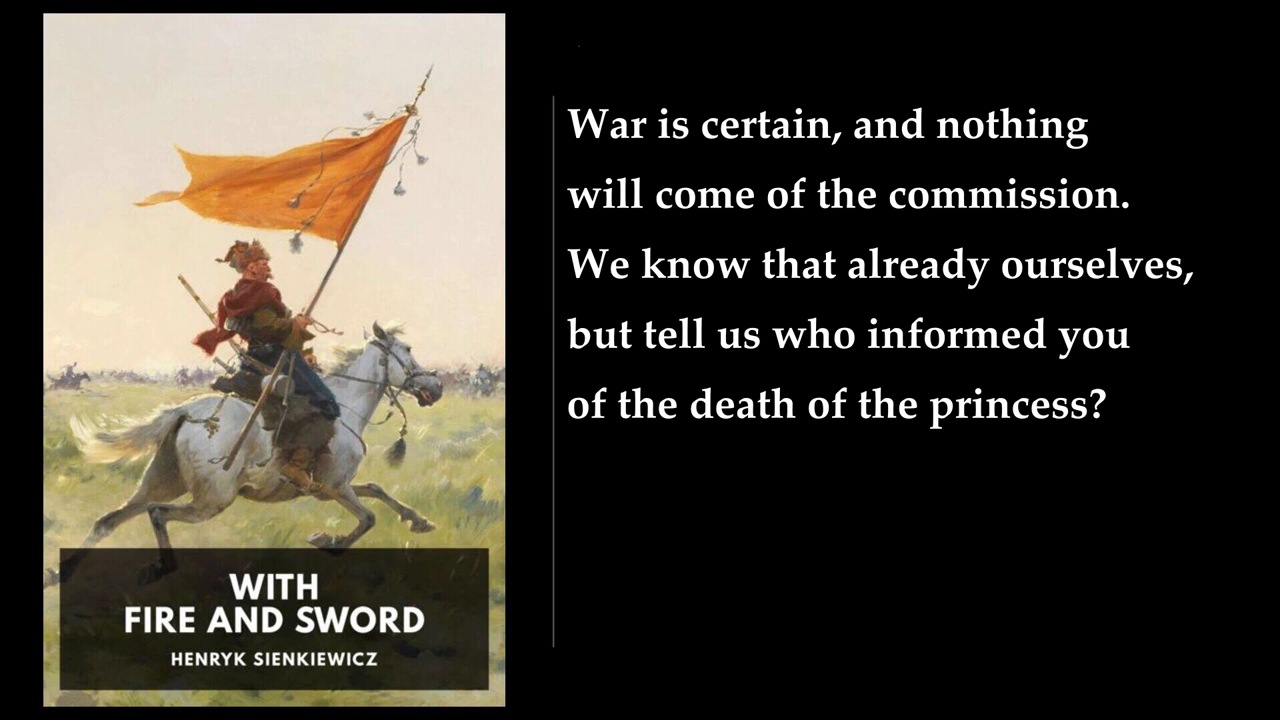 WITH
FIRE AND SWORD
HENRYK SIENKIEWICZ
War is certain, and nothing
will come of the commission.
We know that already ourselves,
but tell us who informed you
of the death of the princess?